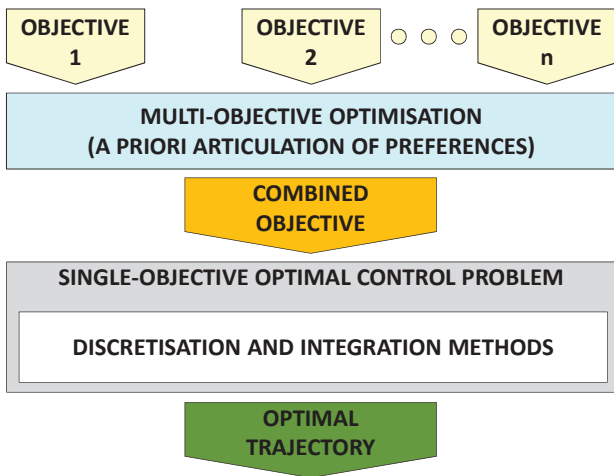 OBJECTIVE
1
OBJECTIVE
2
OBJECTIVE
n
MULTI-OBJECTIVE OPTIMISATION
(A PRIORI ARTICULATION OF PREFERENCES)
COMBINED
OBJECTIVE
SINGLE-OBJECTIVE OPTIMAL CONTROL PROBLEM
DISCRETISATION AND INTEGRATION METHODS
OPTIMAL
TRAJECTORY